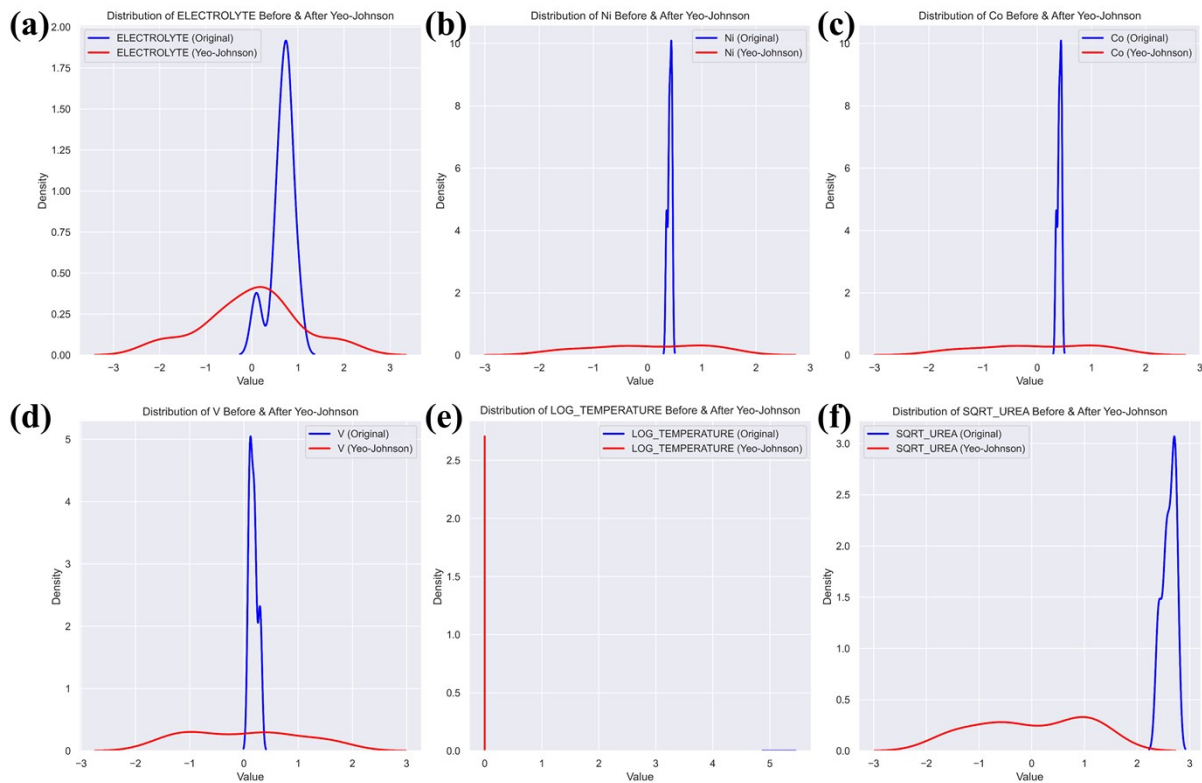 (a)
Distribution of ELECTROLYTE Before & After Yeo-Johnson
ELECTROLYTE (Original)
ELECTROLYTE (Yeo-Johnson)
Density
2.00
1.75
1.50
1.25
1.00
0.75
0.50
0.25
0.00
−3 −2 −1 0 1 2 3
Value
(b)
Distribution of Ni Before & After Yeo-Johnson
Ni (Original)
Ni (Yeo-Johnson)
Density
10
8
6
4
2
0
−3 −2 −1 0 1 2 3
Value
(c)
Distribution of Co Before & After Yeo-Johnson
Co (Original)
Co (Yeo-Johnson)
Density
10
8
6
4
2
0
−3 −2 −1 0 1 2 3
Value
(d)
Distribution of V Before & After Yeo-Johnson
V (Original)
V (Yeo-Johnson)
Density
5
4
3
2
1
0
−3 −2 −1 0 1 2 3
Value
(e)
Distribution of LOG_TEMPERATURE Before & After Yeo-Johnson
LOG_TEMPERATURE (Original)
LOG_TEMPERATURE (Yeo-Johnson)
Density
2.5
2.0
1.5
1.0
0.5
0.0
0 1 2 3 4 5
Value
(f)
Distribution of SQRT_UREA Before & After Yeo-Johnson
SQRT_UREA (Original)
SQRT_UREA (Yeo-Johnson)
Density
3.0
2.5
2.0
1.5
1.0
0.5
0.0
−3 −2 −1 0 1 2 3
Value